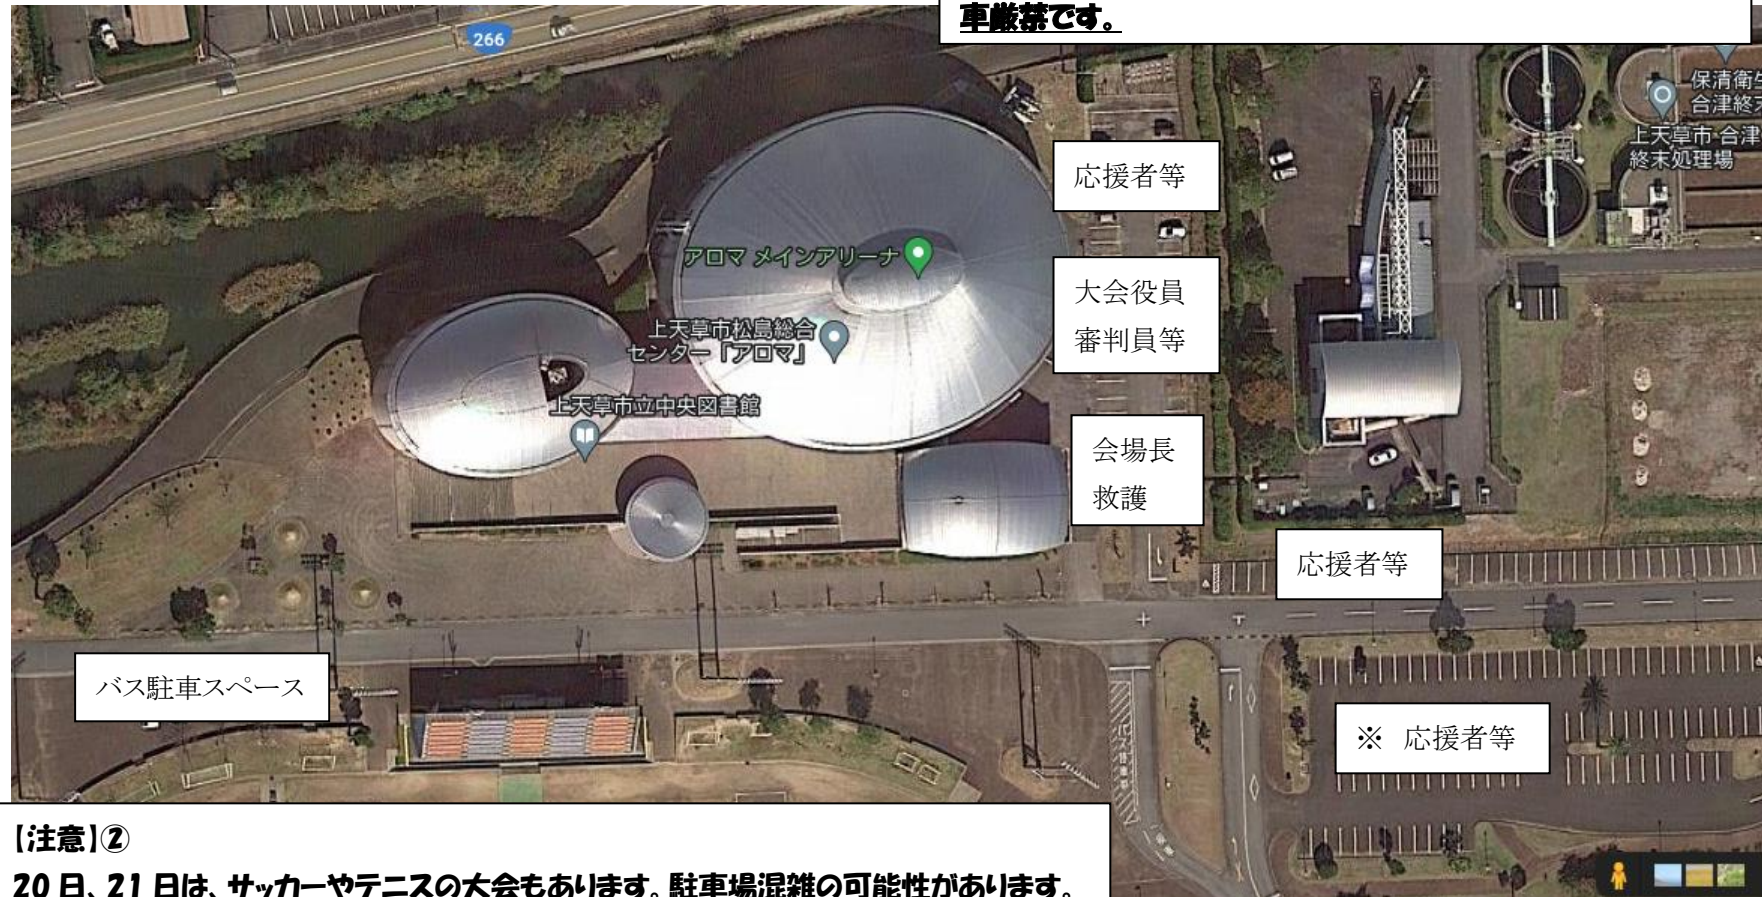 車厳禁です。
266
保清衛生
合津終末
上天草市 合津
終末処理場
応援者等
アロマ メインアリーナ
大会役員
審判員等
上天草市松島総合
センター「アロマ」
上天草市立中央図書館
会場長
救護
応援者等
バス駐車スペース
※ 応援者等
【注意】②
20日、21日は、サッカーやテニスの大会もあります。駐車場混雑の可能性があります。